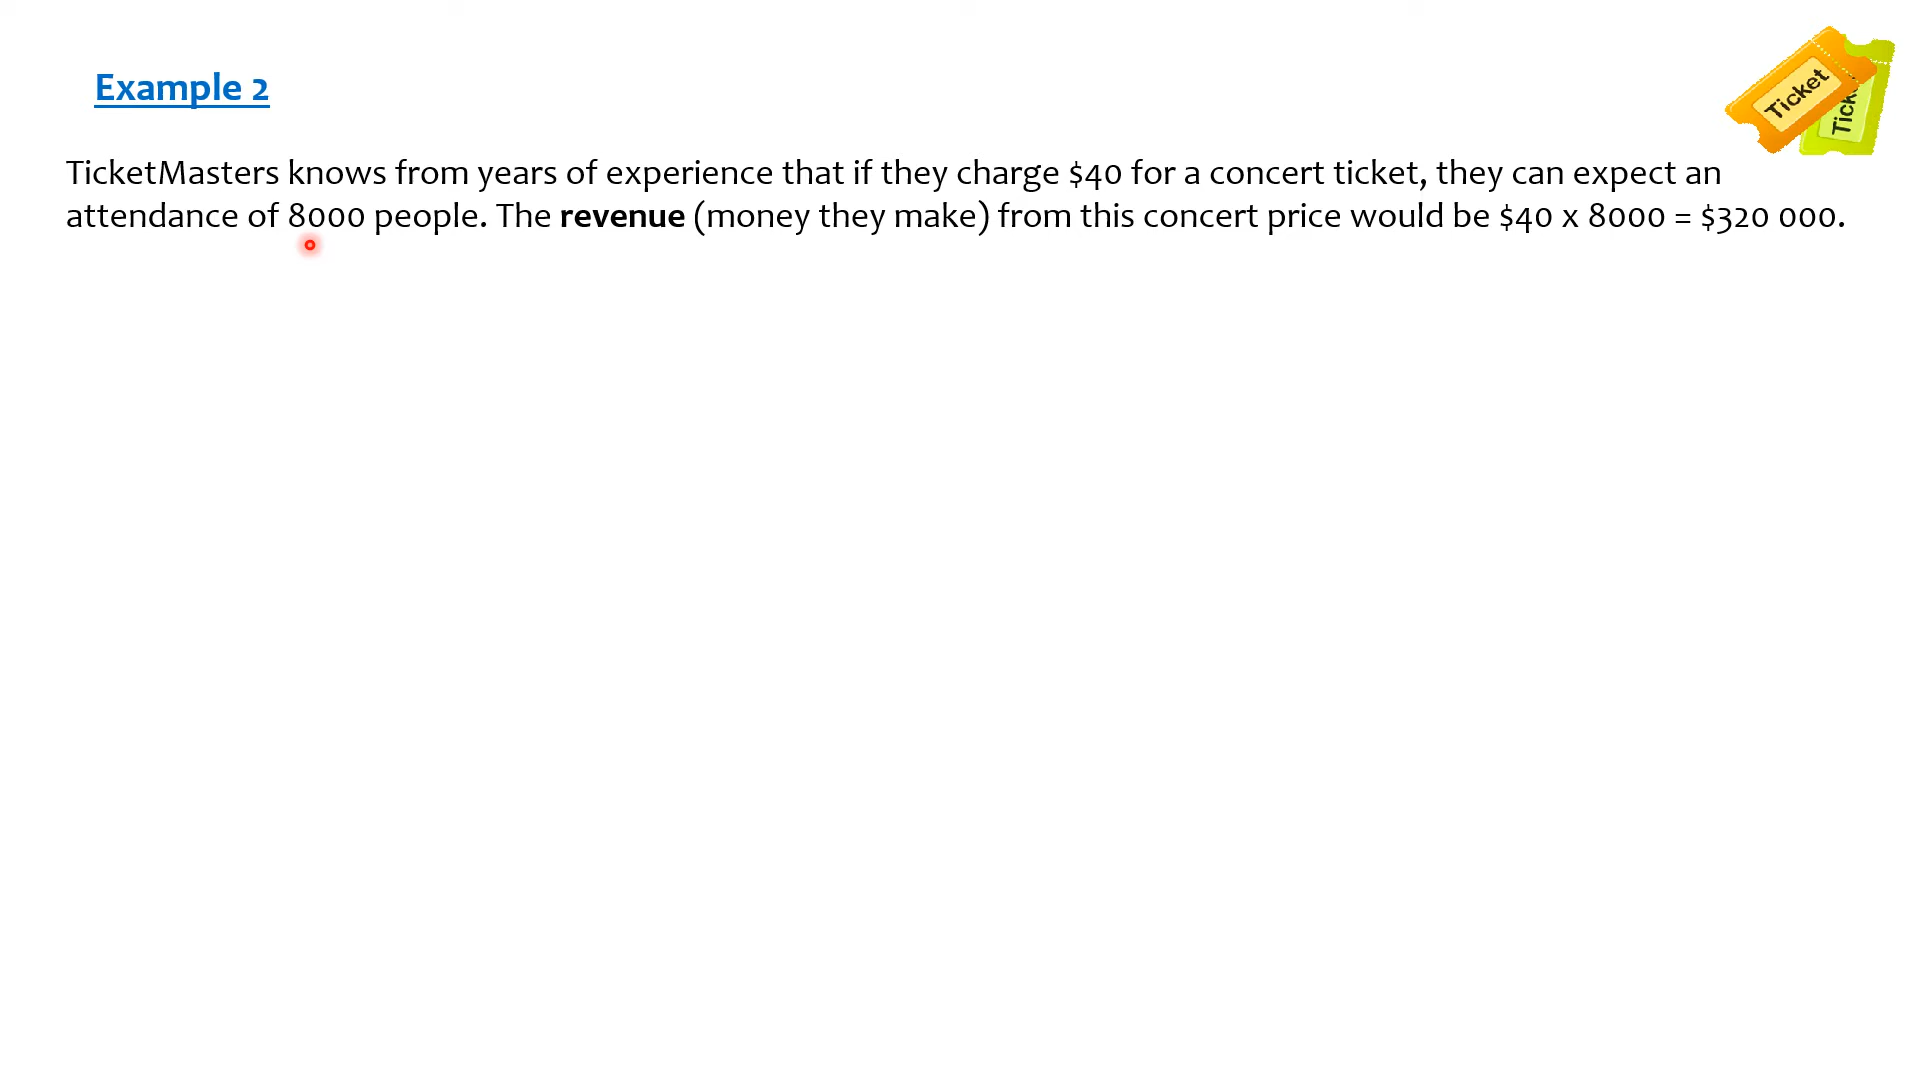 Example 2
Ticket
Tick
TicketMasters knows from years of experience that if they charge $40 for a concert ticket, they can expect an
attendance of 8000 people. The revenue (money they make) from this concert price would be $40 x 8000 = $320 000.